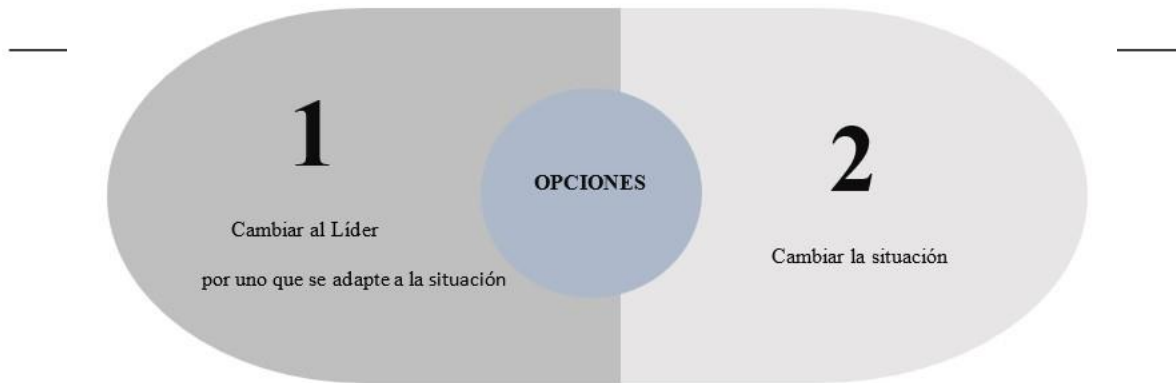 1
Cambiar al Líder
por uno que se adapte a la situación
OPCIONES
2
Cambiar la situación